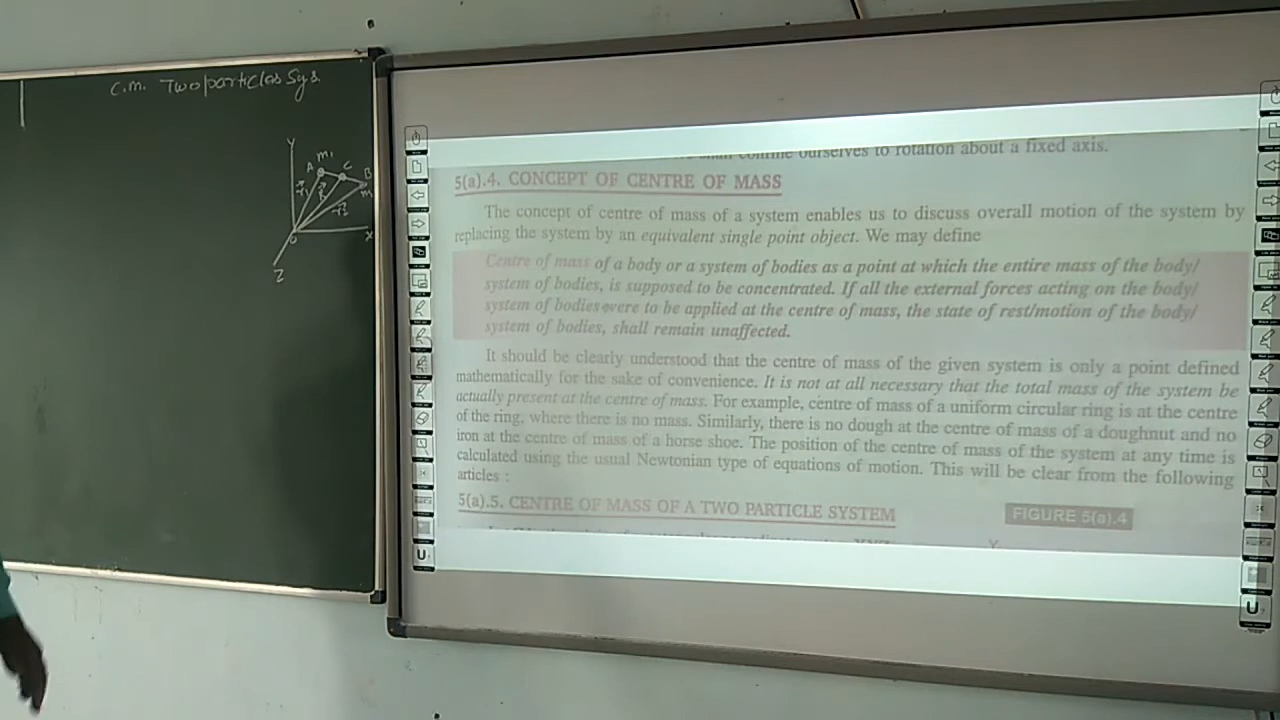 C.M. Two particles Sys.
Y
m₁
A
C
B
m
r₁
r
r₂
O
X
Z
confine ourselves to rotation about a fixed axis.
5(a).4. CONCEPT OF CENTRE OF MASS
The concept of centre of mass of a system enables us to discuss overall motion of the system by
replacing the system by an equivalent single point object. We may define
Centre of mass of a body or a system of bodies as a point at which the entire mass of the body/
system of bodies, is supposed to be concentrated. If all the external forces acting on the body/
system of bodies were to be applied at the centre of mass, the state of rest/motion of the body/
system of bodies, shall remain unaffected.
It should be clearly understood that the centre of mass of the given system is only a point defined
mathematically for the sake of convenience. It is not at all necessary that the total mass of the system be
actually present at the centre of mass. For example, centre of mass of a uniform circular ring is at the centre
of the ring, where there is no mass. Similarly, there is no dough at the centre of mass of a doughnut and no
iron at the centre of mass of a horse shoe. The position of the centre of mass of the system at any time is
calculated using the usual Newtonian type of equations of motion. This will be clear from the following
articles :
5(a).5. CENTRE OF MASS OF A TWO PARTICLE SYSTEM
FIGURE 5(a).4
Y